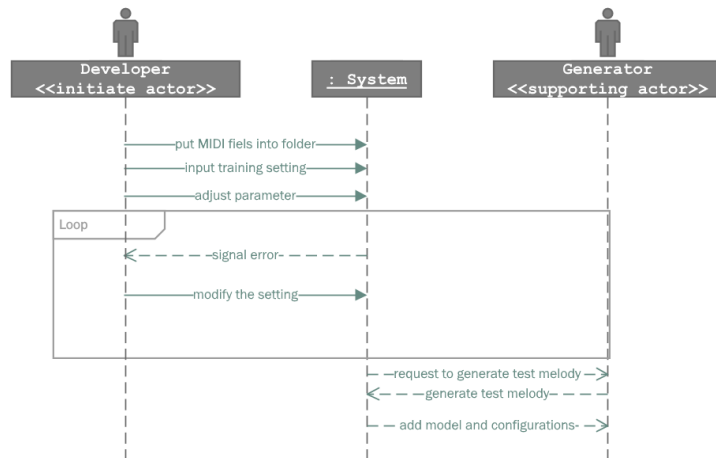 Developer
<<initiate actor>>
: System
Generator
<<supporting actor>>
put MIDI fiels into folder
input training setting
adjust parameter
Loop
signal error
modify the setting
request to generate test melody
generate test melody
add model and configurations